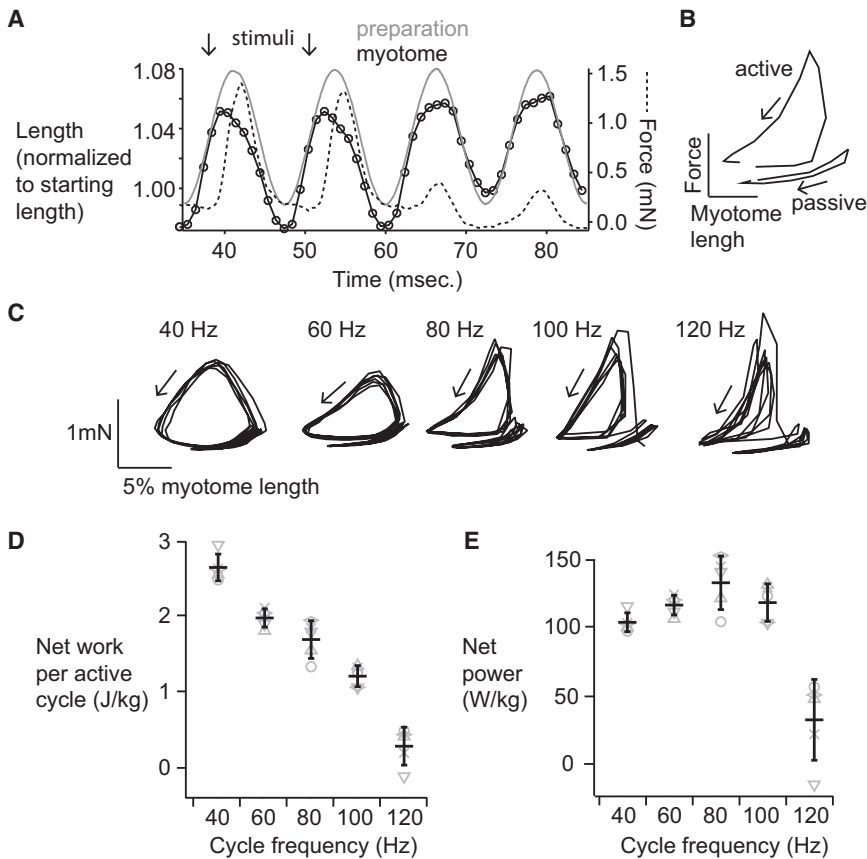 A
stimuli
preparation
myotome
1.08
1.04
1.00
Length
(normalized
to starting
length)
1.5
1.0
0.5
0.0
Force (mN)
40
50
60
70
80
Time (msec.)
B
active
passive
Force
Myotome
lengh
C
40 Hz
60 Hz
80 Hz
100 Hz
120 Hz
1mN
5% myotome length
D
3
2
1
0
Net work
per active
cycle (J/kg)
40
60
80
100
120
Cycle frequency (Hz)
E
150
100
50
0
Net
power
(W/kg)
40
60
80
100
120
Cycle frequency (Hz)